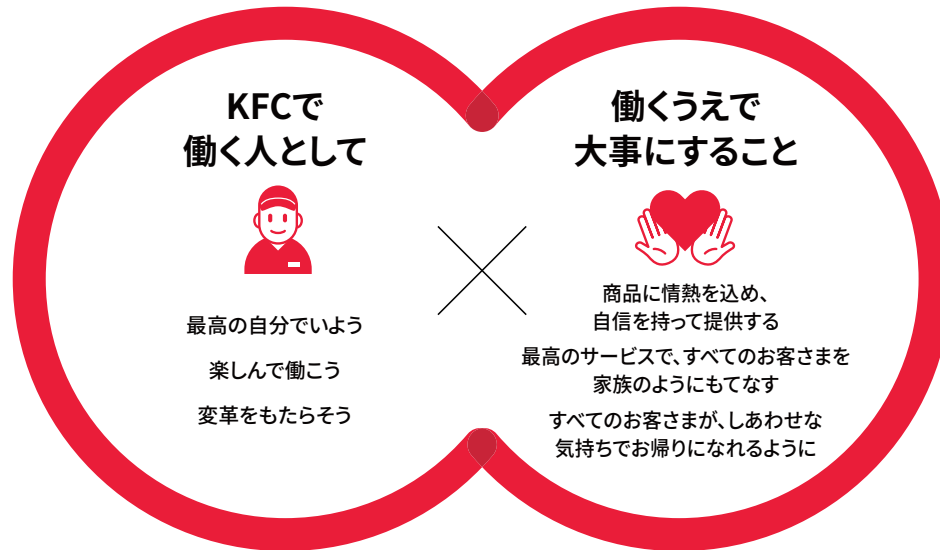 KFCで
働く人として
最高の自分でいよう
楽しんで働こう
変革をもたらそう
働くうえで
大事にすること
商品に情熱を込め、
自信を持って提供する
最高のサービスで、すべてのお客さまを
家族のようにもてなす
すべてのお客さまが、しあわせな
気持ちでお帰りになれるように